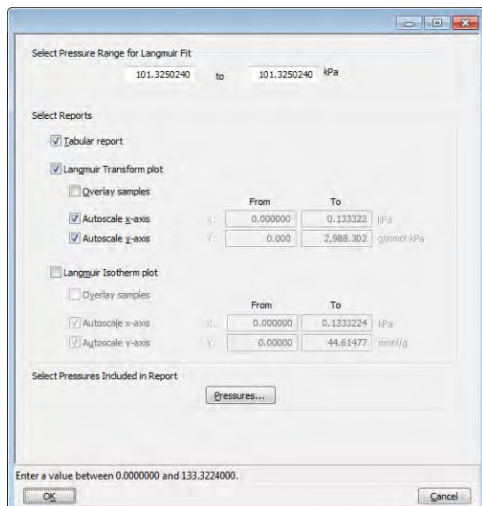 Select Pressure Range for Langmuir Fit
101.3250240 to 101.3250240 kPa
Select Reports
Tabular report
Langmuir Transform plot
Overlay samples
From To
Autoscale x-axis X: 0.000000 0.133322 kPa
Autoscale y-axis Y: 0.000 2,988.302 g/mmol kPa
Langmuir Isotherm plot
Overlay samples
From To
Autoscale x-axis X: 0.000000 0.1333224 kPa
Autoscale y-axis Y: 0.00000 44.61477 mmol/g
Select Pressures Included in Report
Pressures...
Enter a value between 0.0000000 and 133.3224000.
OK Cancel